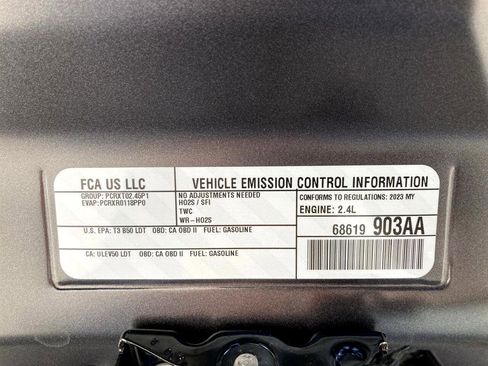 FCA US LLC
GROUP: PCRXT02.45P1
EVAP: PCRXR0118PP0
VEHICLE EMISSION CONTROL INFORMATION
NO ADJUSTMENTS NEEDED
HO2S / SFI
TWC
WR-HO2S
CONFORMS TO REGULATIONS: 2023 MY
ENGINE: 2.4L
68619 903AA
U.S. EPA: T3 B50 LDT OBD: CA OBD II FUEL: GASOLINE
CA: ULEV50 LDT OBD: CA OBD II FUEL: GASOLINE